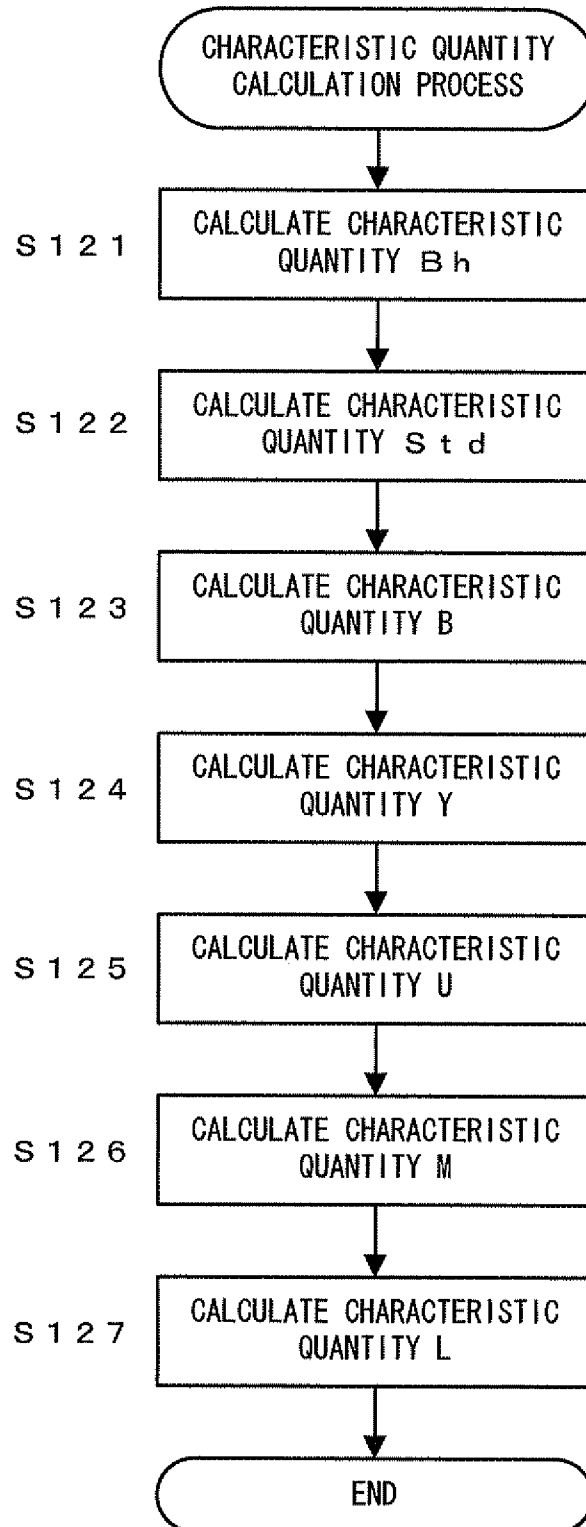 CHARACTERISTIC QUANTITY
CALCULATION PROCESS
S121
CALCULATE CHARACTERISTIC
QUANTITY Bh
S122
CALCULATE CHARACTERISTIC
QUANTITY Std
S123
CALCULATE CHARACTERISTIC
QUANTITY B
S124
CALCULATE CHARACTERISTIC
QUANTITY Y
S125
CALCULATE CHARACTERISTIC
QUANTITY U
S126
CALCULATE CHARACTERISTIC
QUANTITY M
S127
CALCULATE CHARACTERISTIC
QUANTITY L
END